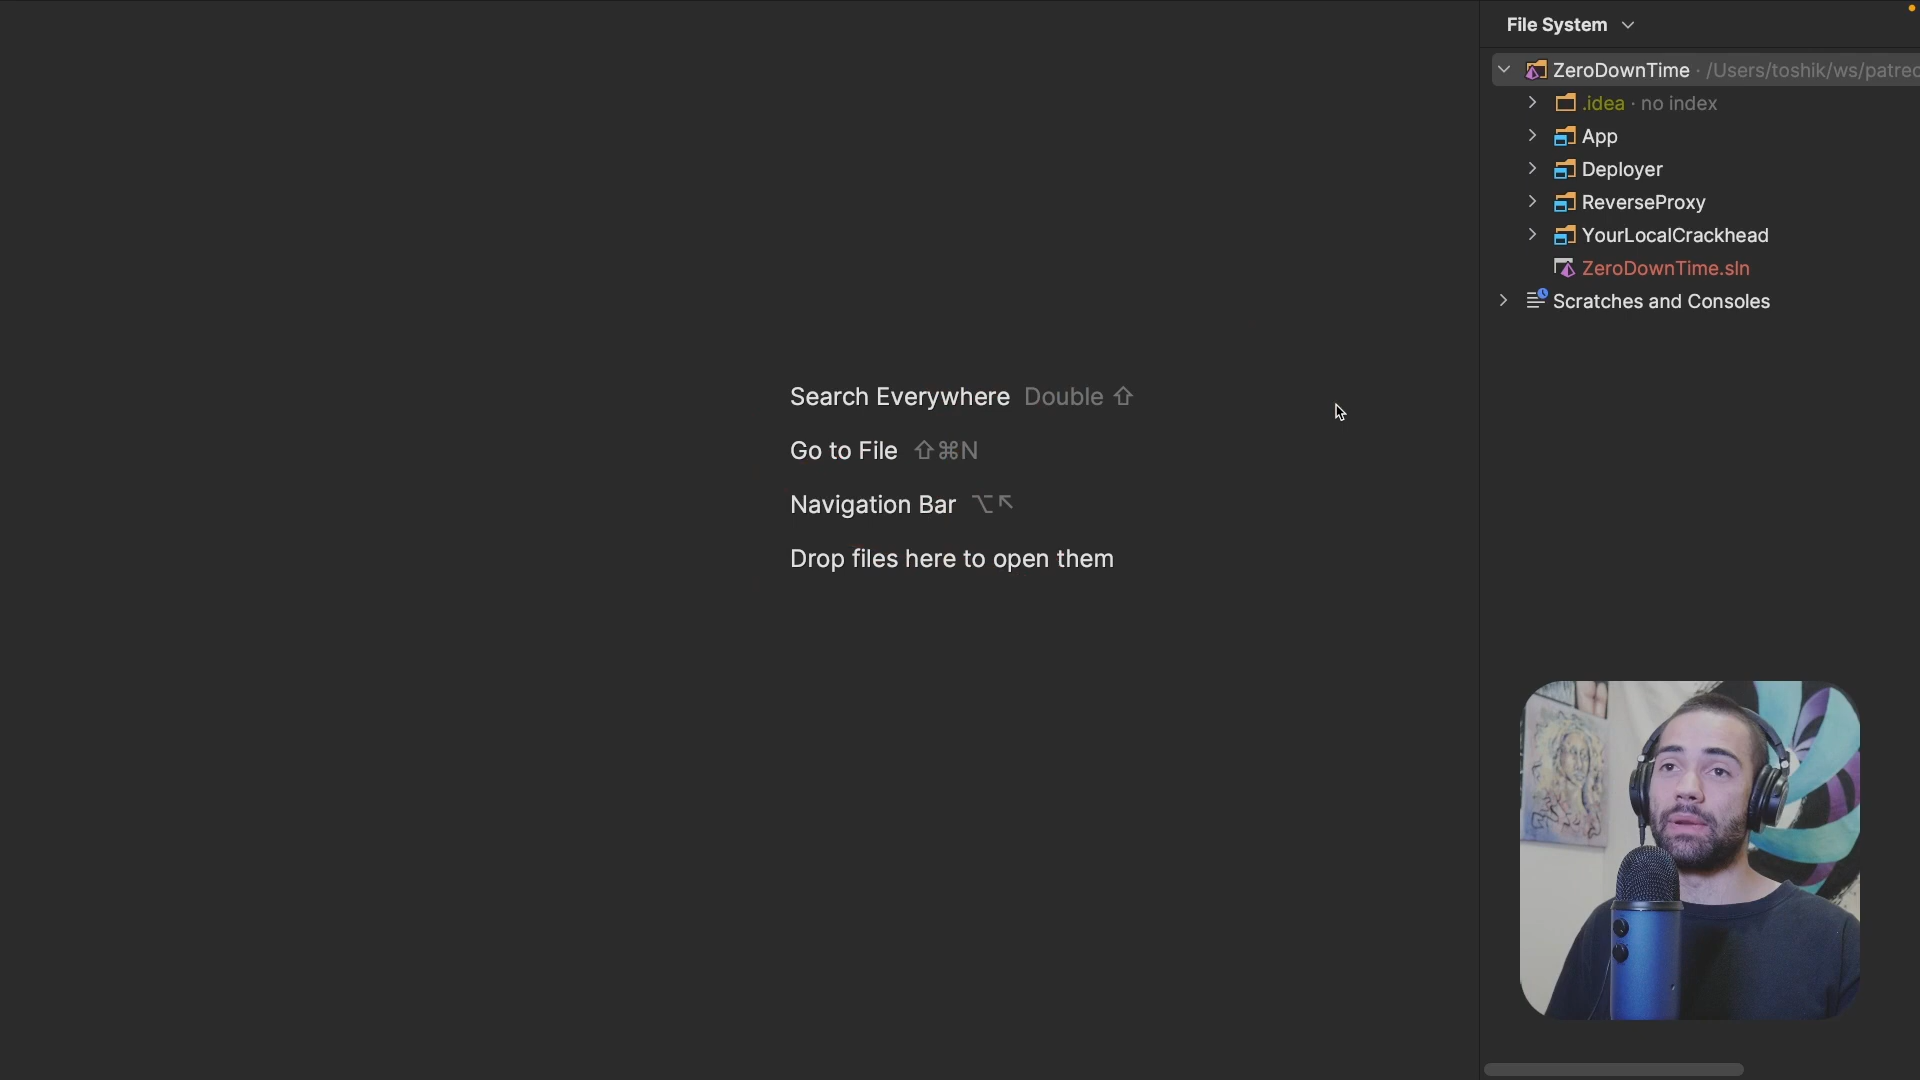 File System
ZeroDownTime · /Users/toshik/ws/patreo
.idea · no index
App
Deployer
ReverseProxy
YourLocalCrackhead
ZeroDownTime.sln
Scratches and Consoles
Search Everywhere Double ⇧
Go to File ⇧⌘N
Navigation Bar ⌥↖
Drop files here to open them